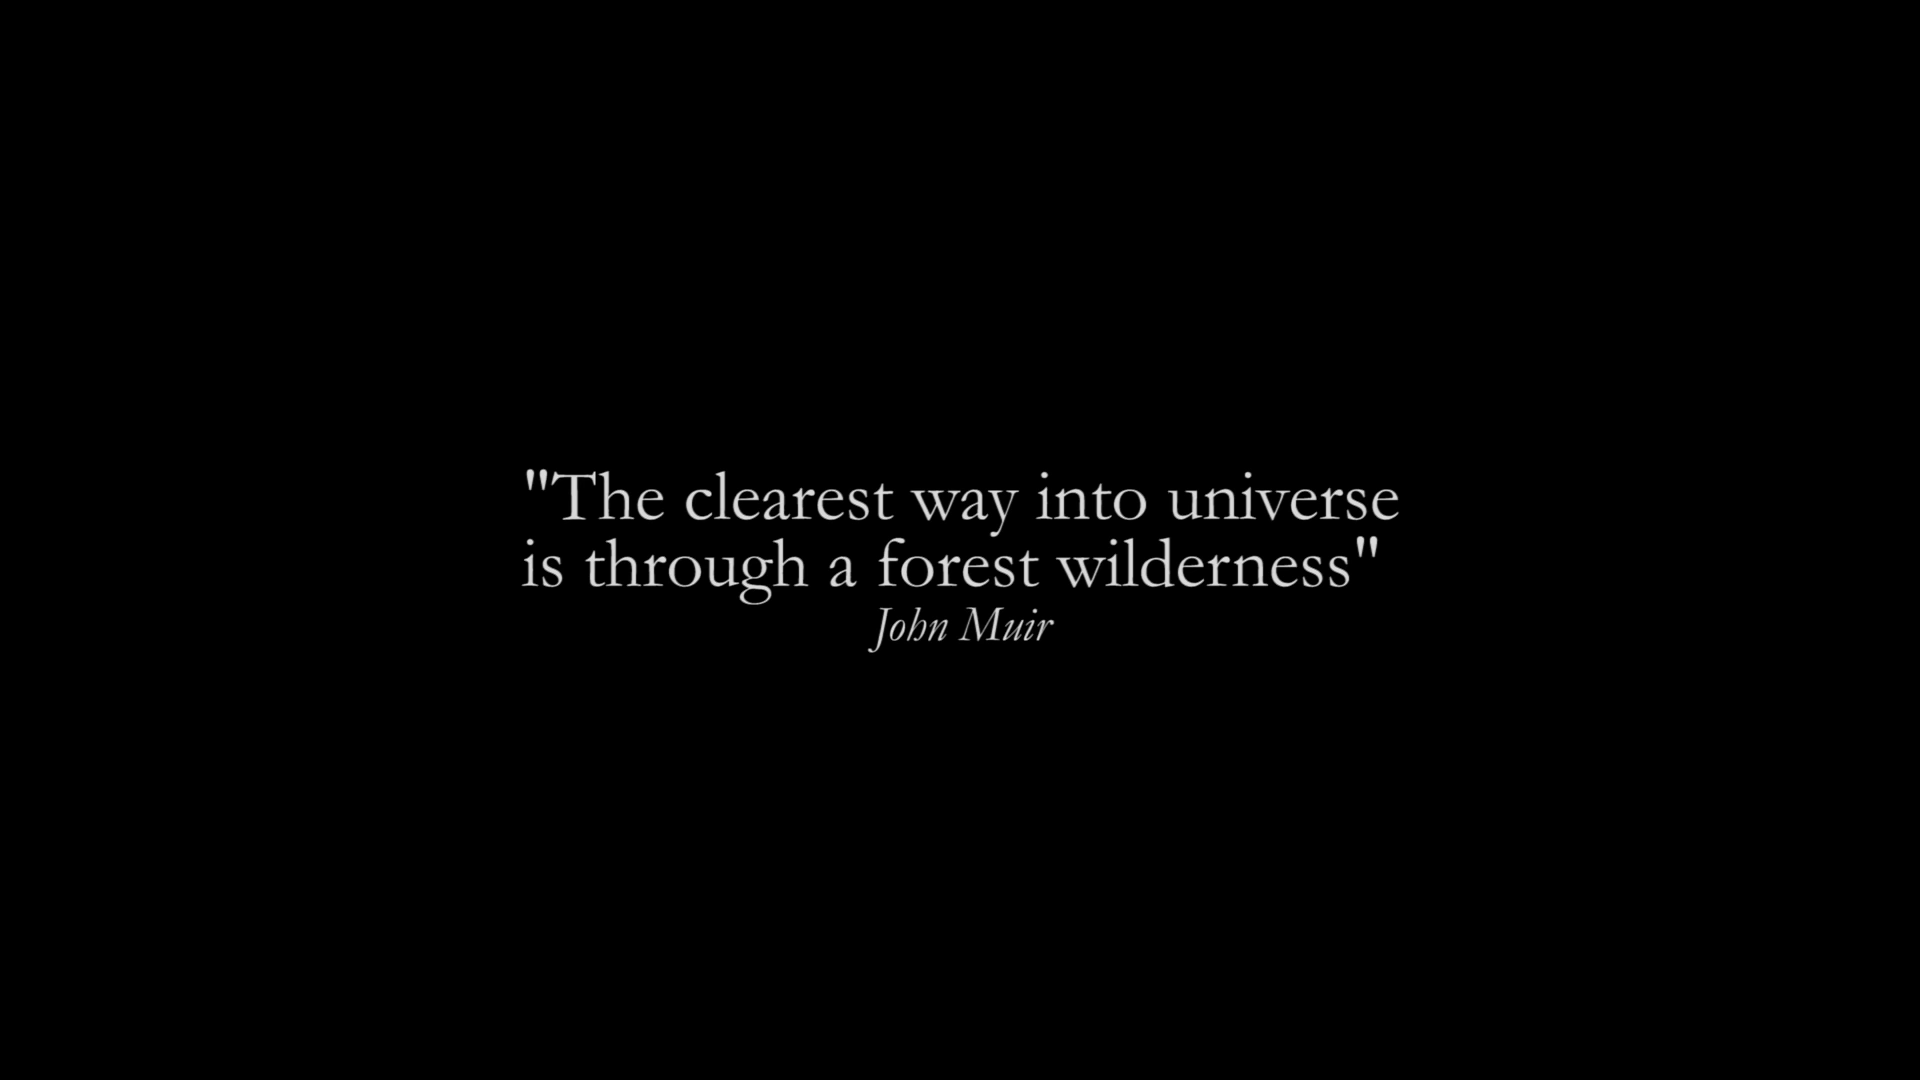 "The clearest way into universe
is through a forest wilderness"
John Muir